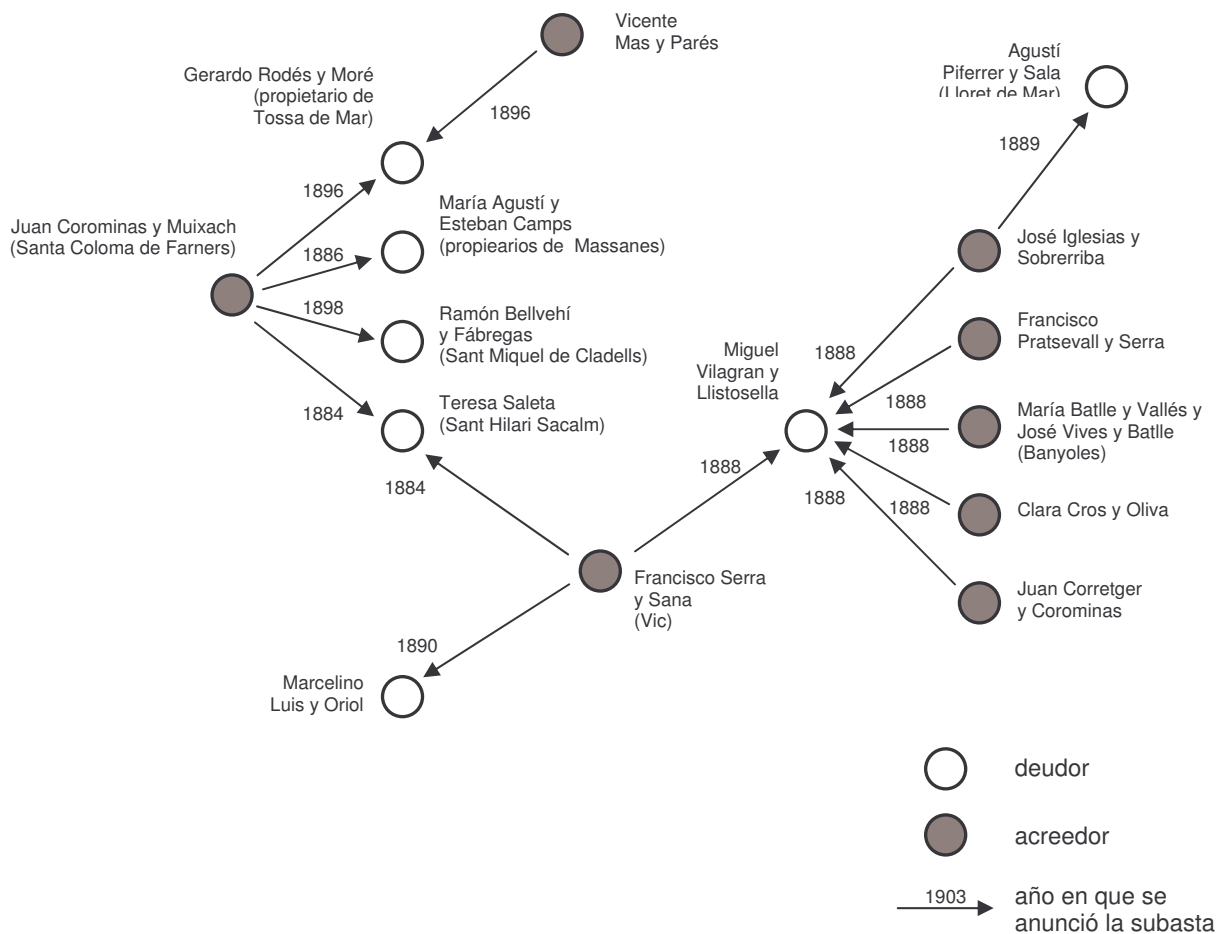 Vicente
Mas y Parés
Gerardo Rodés y Moré
(propietario de
Tossa de Mar)
1896
Agustí
Piferrer y Sala
(Lloret de Mar)
1889
1896
Juan Corominas y Muixach
(Santa Coloma de Farners)
María Agustí y
Esteban Camps
(propiearios de Massanes)
1886
1898
Ramón Bellvehí
y Fábregas
(Sant Miquel de Cladells)
1884
Teresa Saleta
(Sant Hilari Sacalm)
1884
José Iglesias y
Sobrerriba
Francisco
Pratsevall y Serra
Miguel
Vilagran y
Llistosella
1888
1888
María Batlle y Vallés y
José Vives y Batlle
(Banyoles)
1888
1888
1888
1888
Clara Cros y Oliva
Juan Corretger
y Corominas
Francisco Serra
y Sana
(Vic)
1890
Marcelino
Luis y Oriol
deudor
acreedor
1903
año en que se
anunció la subasta